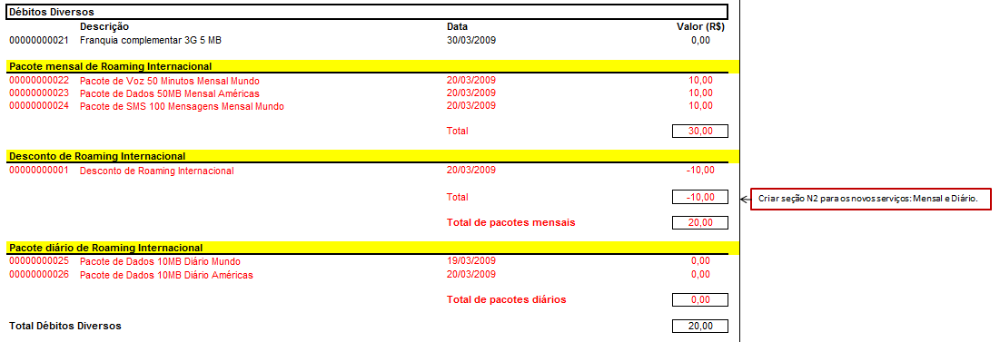 Débitos Diversos
Descrição Data Valor (R$)
00000000021 Franquia complementar 3G 5 MB 30/03/2009 0,00
Pacote mensal de Roaming Internacional
00000000022 Pacote de Voz 50 Minutos Mensal Mundo 20/03/2009 10,00
00000000023 Pacote de Dados 50MB Mensal Américas 20/03/2009 10,00
00000000024 Pacote de SMS 100 Mensagens Mensal Mundo 20/03/2009 10,00
Total 30,00
Desconto de Roaming Internacional
00000000001 Desconto de Roaming Internacional 20/03/2009 -10,00
Total -10,00
Criar seção N2 para os novos serviços: Mensal e Diário.
Total de pacotes mensais 20,00
Pacote diário de Roaming Internacional
00000000025 Pacote de Dados 10MB Diário Mundo 19/03/2009 0,00
00000000026 Pacote de Dados 10MB Diário Américas 20/03/2009 0,00
Total de pacotes diários 0,00
Total Débitos Diversos 20,00